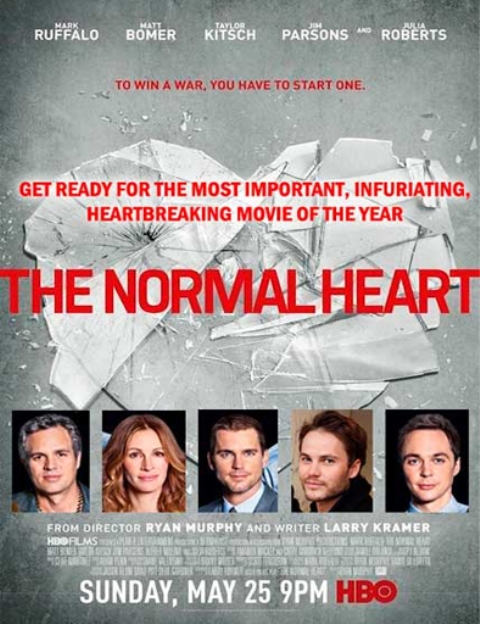 MARK RUFFALO MATT BOMER TAYLOR KITSCH JIM PARSONS AND JULIA ROBERTS
TO WIN A WAR, YOU HAVE TO START ONE.
GET READY FOR THE MOST IMPORTANT, INFURIATING,
HEARTBREAKING MOVIE OF THE YEAR
THE NORMAL HEART
FROM DIRECTOR RYAN MURPHY AND WRITER LARRY KRAMER
HBO FILMS
SUNDAY, MAY 25 9PM HBO